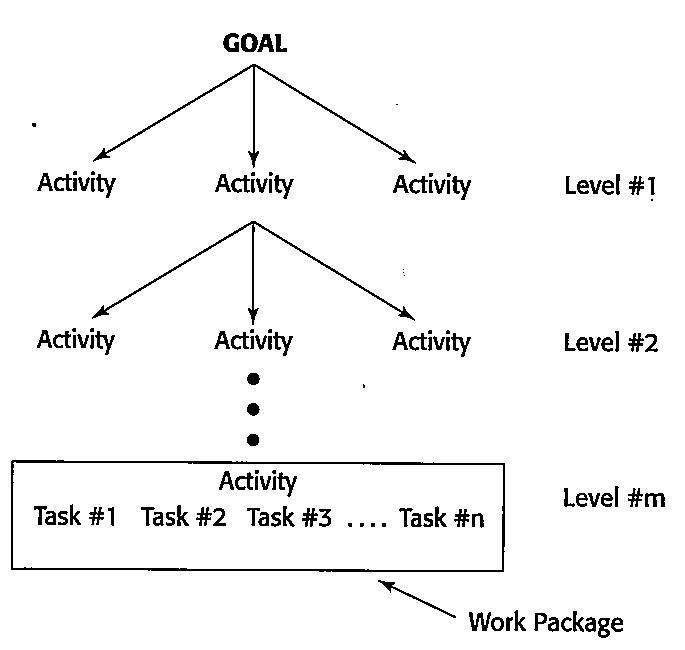 GOAL
Activity Activity Activity Level #1
Activity Activity Activity Level #2
Activity
Level #m
Task #1 Task #2 Task #3 .... Task #n
Work Package